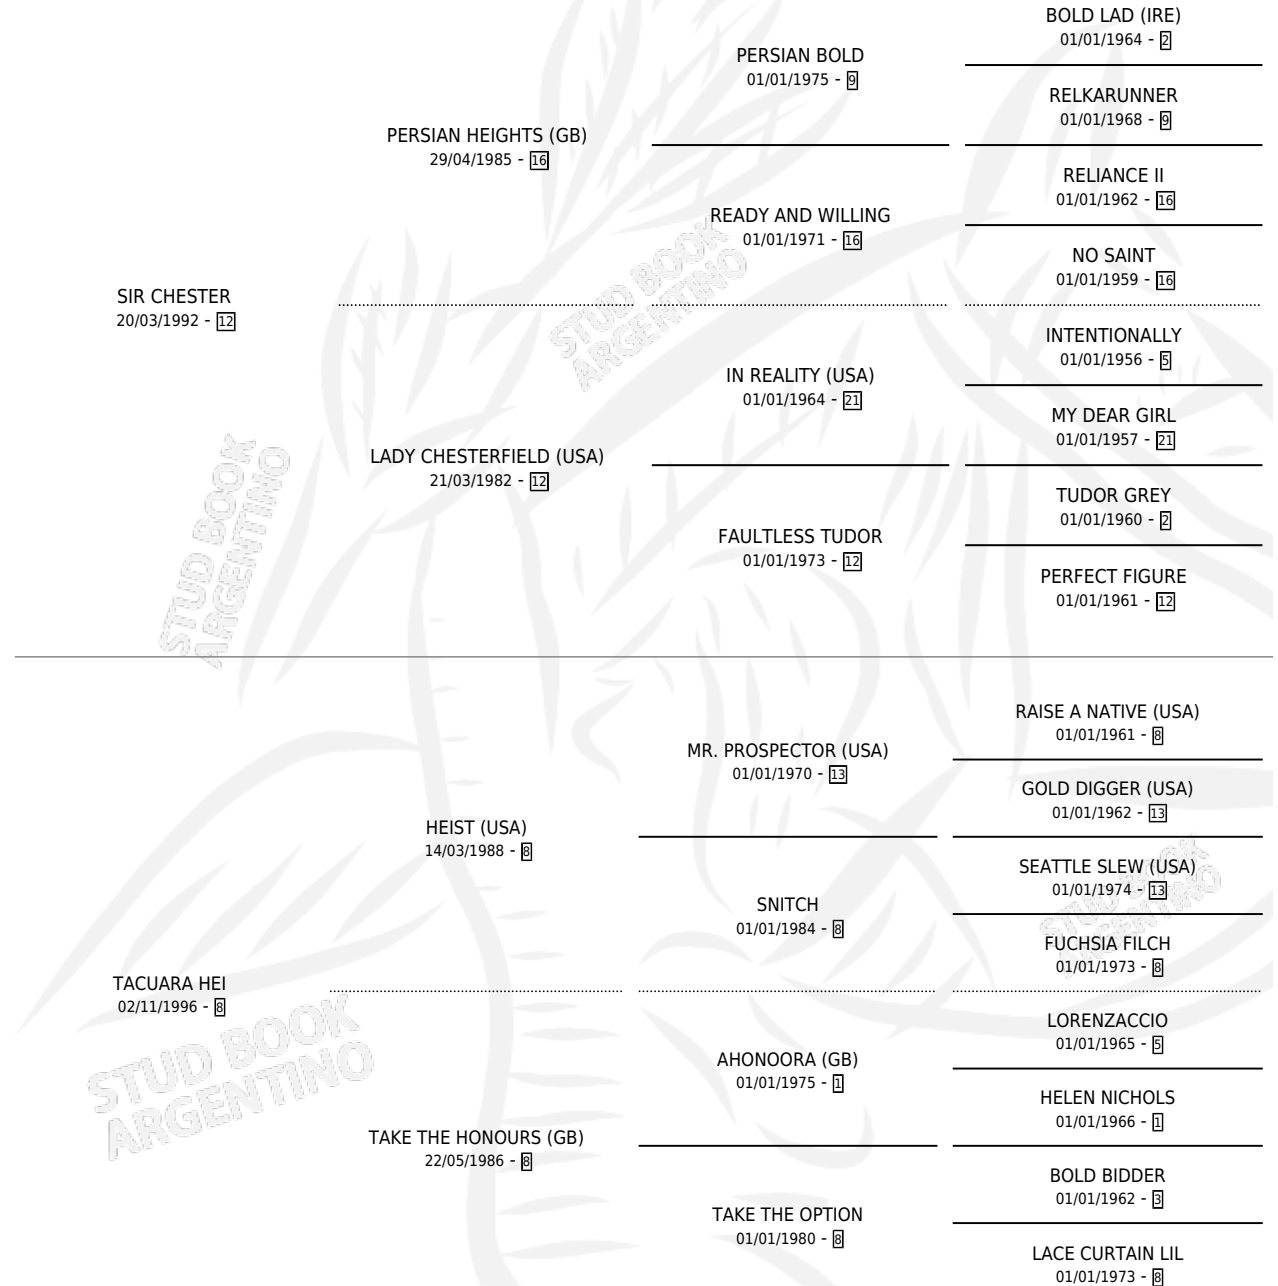 BOLD LAD (IRE)
01/01/1964 - 2
PERSIAN BOLD
01/01/1975 - 9
RELKARUNNER
01/01/1968 - 9
PERSIAN HEIGHTS (GB)
29/04/1985 - 16
RELIANCE II
01/01/1962 - 16
READY AND WILLING
01/01/1971 - 16
NO SAINT
01/01/1959 - 16
SIR CHESTER
20/03/1992 - 12
STUD BOOK
ARGENTINO
INTENTIONALLY
01/01/1956 - 5
IN REALITY (USA)
01/01/1964 - 21
MY DEAR GIRL
01/01/1957 - 21
LADY CHESTERFIELD (USA)
21/03/1982 - 12
TUDOR GREY
01/01/1960 - 2
FAULTLESS TUDOR
01/01/1973 - 12
PERFECT FIGURE
01/01/1961 - 12
STUD BOOK
ARGENTINO
RAISE A NATIVE (USA)
01/01/1961 - 8
MR. PROSPECTOR (USA)
01/01/1970 - 13
GOLD DIGGER (USA)
01/01/1962 - 13
HEIST (USA)
14/03/1988 - 8
SEATTLE SLEW (USA)
01/01/1974 - 13
STUD BOOK
ARGENTINO
SNITCH
01/01/1984 - 8
FUCHSIA FILCH
01/01/1973 - 8
TACUARA HEI
02/11/1996 - 8
STUD BOOK
ARGENTINO
LORENZACCIO
01/01/1965 - 5
AHONOORA (GB)
01/01/1975 - 1
HELEN NICHOLS
01/01/1966 - 1
TAKE THE HONOURS (GB)
22/05/1986 - 8
BOLD BIDDER
01/01/1962 - 3
TAKE THE OPTION
01/01/1980 - 8
LACE CURTAIN LIL
01/01/1973 - 8